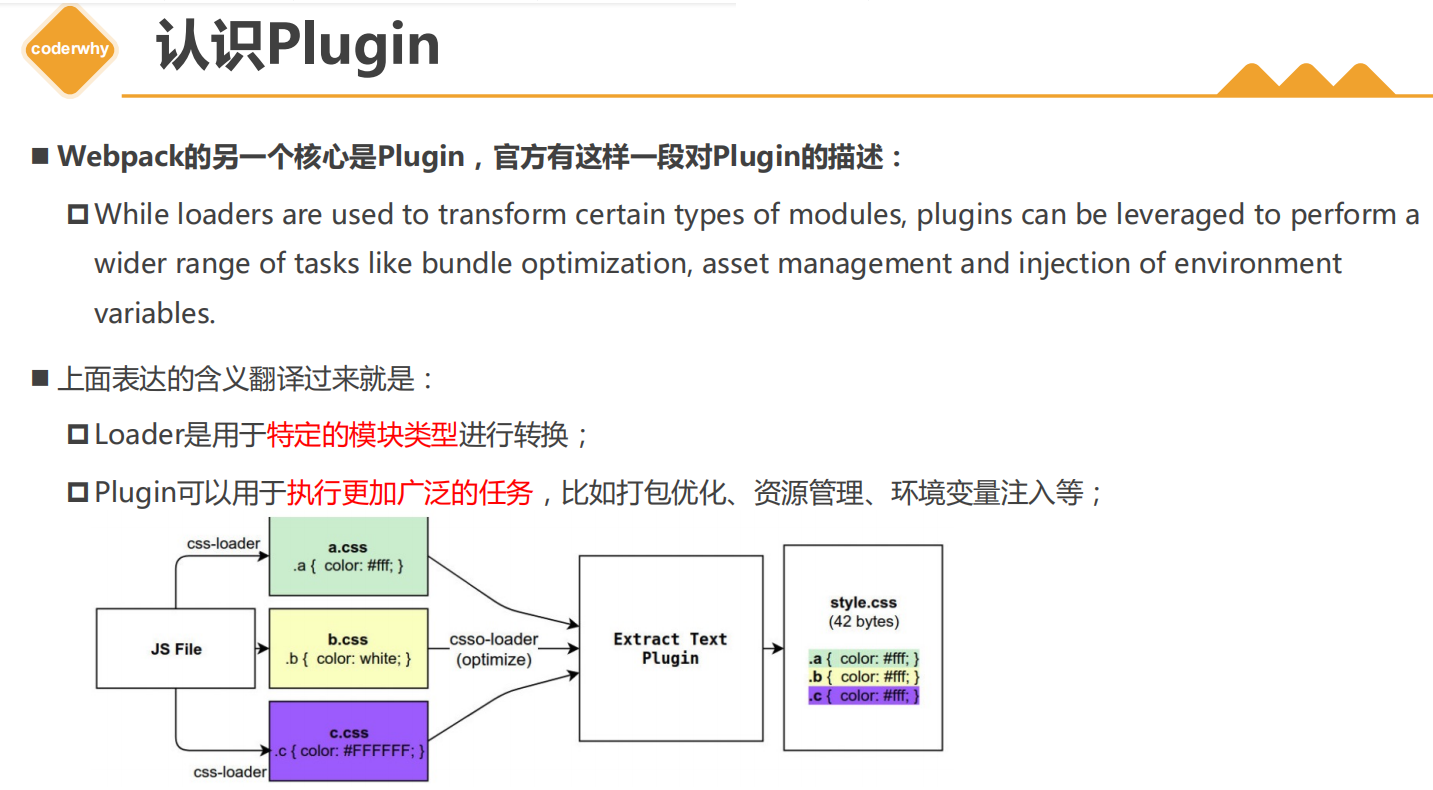 coderwhy
认识Plugin
Webpack的另一个核心是Plugin，官方有这样一段对Plugin的描述：
While loaders are used to transform certain types of modules, plugins can be leveraged to perform a
wider range of tasks like bundle optimization, asset management and injection of environment
variables.
上面表达的含义翻译过来就是：
Loader是用于特定的模块类型进行转换；
Plugin可以用于执行更加广泛的任务，比如打包优化、资源管理、环境变量注入等；
css-loader
a.css
.a { color: #fff; }
JS File
b.css
.b { color: white; }
csso-loader
(optimize)
c.css
.c { color: #FFFFFF; }
css-loader
Extract Text
Plugin
style.css
(42 bytes)
.a { color: #fff; }
.b { color: #fff; }
.c { color: #fff; }